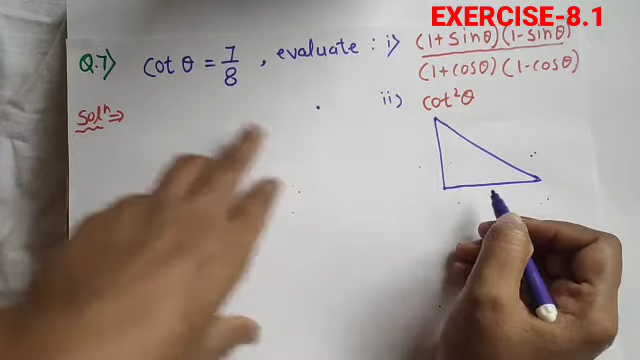 EXERCISE-8.1
Q.7) cot θ = 7/8 , evaluate : i) (1+sinθ)(1-sinθ) / (1+cosθ)(1-cosθ)
ii) cot²θ
Solⁿ ⇒